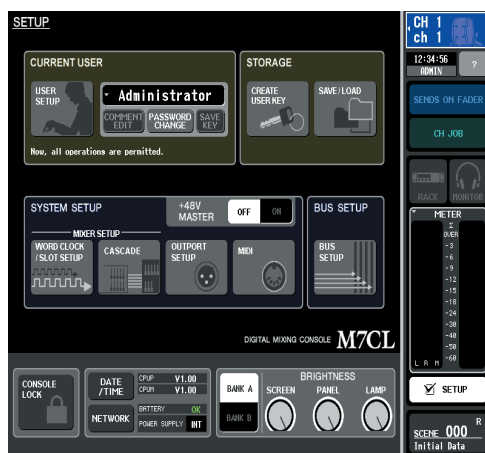 SETUP
CURRENT USER
USER
SETUP
Administrator
COMMENT
EDIT
PASSWORD
CHANGE
SAVE
KEY
Now, all operations are permitted.
STORAGE
CREATE
USER KEY
SAVE/LOAD
SYSTEM SETUP
+48V
MASTER
OFF
ON
MIXER SETUP
WORD CLOCK
/SLOT SETUP
CASCADE
OUTPORT
SETUP
MIDI
BUS SETUP
BUS
SETUP
DIGITAL MIXING CONSOLE M7CL
CONSOLE
LOCK
DATE
/TIME
CPUP V1.00
CPUM V1.00
NETWORK
BATTERY OK
POWER SUPPLY INT
BANK A
BANK B
BRIGHTNESS
SCREEN PANEL LAMP
CH 1
ch 1
12:34:56
ADMIN
?
SENDS ON FADER
CH JOB
RACK
MONITOR
METER
Σ
OVER
-3
-6
-9
-12
-15
-18
-24
-30
-40
-50
-60
L R M
SETUP
SCENE 000 R
Initial Data